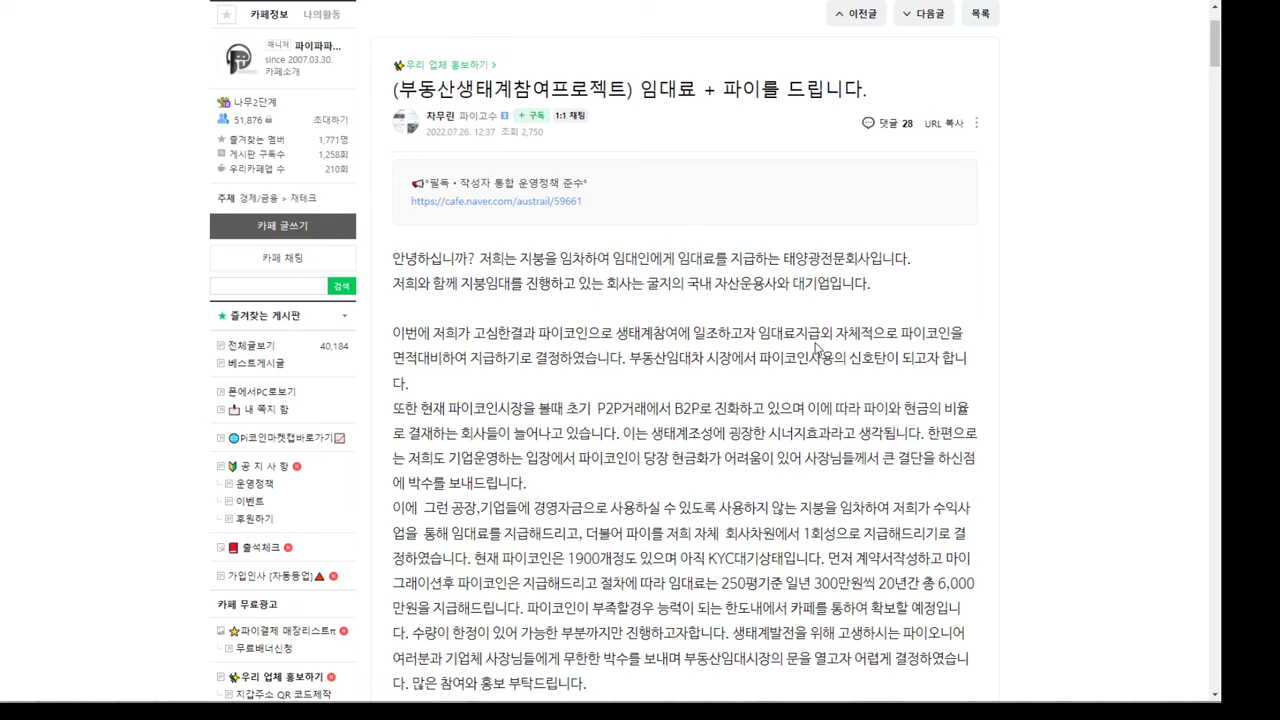 카페정보 나의활동
이전글 다음글 목록
매니저 파이파파...
since 2007.03.30.
카페소개
나무2단계
51,876 초대하기
즐겨찾는 멤버 1,771명
게시판 구독수 1,258회
우리카페앱 수 210회
주제 경제/금융 > 재테크
카페 글쓰기
카페 채팅
검색
즐겨찾는 게시판
전체글보기 40,184
베스트게시글
폰에서PC로보기
내 쪽지 함
Pi코인마켓캡바로가기
공 지 사 항
운영정책
이벤트
후원하기
출석체크
가입인사 [자동등업]
카페 무료광고
파이결제 매장리스트π
무료배너신청
우리 업체 홍보하기
지갑주소 QR 코드제작
우리 업체 홍보하기 >
(부동산생태계참여프로젝트) 임대료 + 파이를 드립니다.
차무린 파이고수 + 구독 1:1 채팅
2022.07.26. 12:37 조회 2,750
댓글 28 URL 복사
°필독・작성자 통합 운영정책 준수°
https://cafe.naver.com/austrail/59661
안녕하십니까? 저희는 지붕을 임차하여 임대인에게 임대료를 지급하는 태양광전문회사입니다.
저희와 함께 지붕임대를 진행하고 있는 회사는 굴지의 국내 자산운용사와 대기업입니다.
이번에 저희가 고심한결과 파이코인으로 생태계참여에 일조하고자 임대료지급외 자체적으로 파이코인을
면적대비하여 지급하기로 결정하였습니다. 부동산임대차 시장에서 파이코인사용의 신호탄이 되고자 합니
다.
또한 현재 파이코인시장을 볼때 초기 P2P거래에서 B2P로 진화하고 있으며 이에 따라 파이와 현금의 비율
로 결재하는 회사들이 늘어나고 있습니다. 이는 생태계조성에 굉장한 시너지효과라고 생각됩니다. 한편으로
는 저희도 기업운영하는 입장에서 파이코인이 당장 현금화가 어려움이 있어 사장님들께서 큰 결단을 하신점
에 박수를 보내드립니다.
이에 그런 공장,기업들에 경영자금으로 사용하실 수 있도록 사용하지 않는 지붕을 임차하여 저희가 수익사
업을 통해 임대료를 지급해드리고, 더불어 파이를 저희 자체 회사차원에서 1회성으로 지급해드리기로 결
정하였습니다. 현재 파이코인은 1900개정도 있으며 아직 KYC대기상태입니다. 먼저 계약서작성하고 마이
그래이션후 파이코인은 지급해드리고 절차에 따라 임대료는 250평기준 일년 300만원씩 20년간 총 6,000
만원을 지급해드립니다. 파이코인이 부족할경우 능력이 되는 한도내에서 카페를 통하여 확보할 예정입니
다. 수량이 한정이 있어 가능한 부분까지만 진행하고자합니다. 생태계발전을 위해 고생하시는 파이오니어
여러분과 기업체 사장님들에게 무한한 박수를 보내며 부동산임대시장의 문을 열고자 어렵게 결정하였습니
다. 많은 참여와 홍보 부탁드립니다.